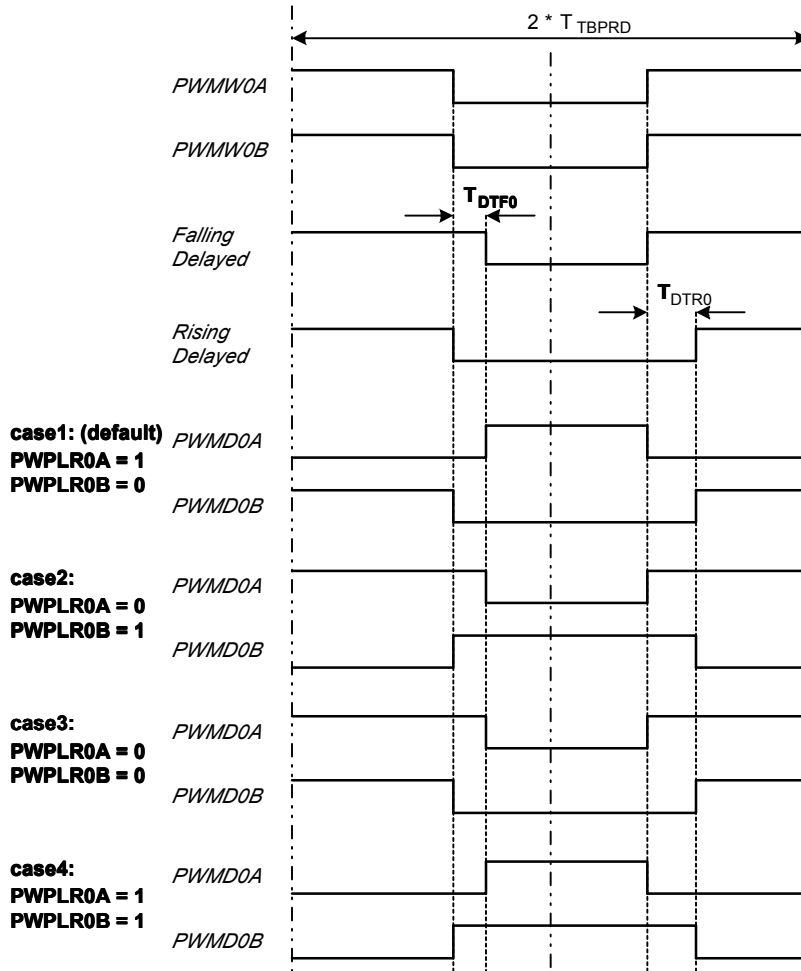 2 * T TBPRD
PWMW0A
PWMW0B
T DTF0
Falling
Delayed
T DTR0
Rising
Delayed
case1: (default)
PWPLR0A = 1
PWPLR0B = 0
PWMD0A
PWMD0B
case2:
PWPLR0A = 0
PWPLR0B = 1
PWMD0A
PWMD0B
case3:
PWPLR0A = 0
PWPLR0B = 0
PWMD0A
PWMD0B
case4:
PWPLR0A = 1
PWPLR0B = 1
PWMD0A
PWMD0B